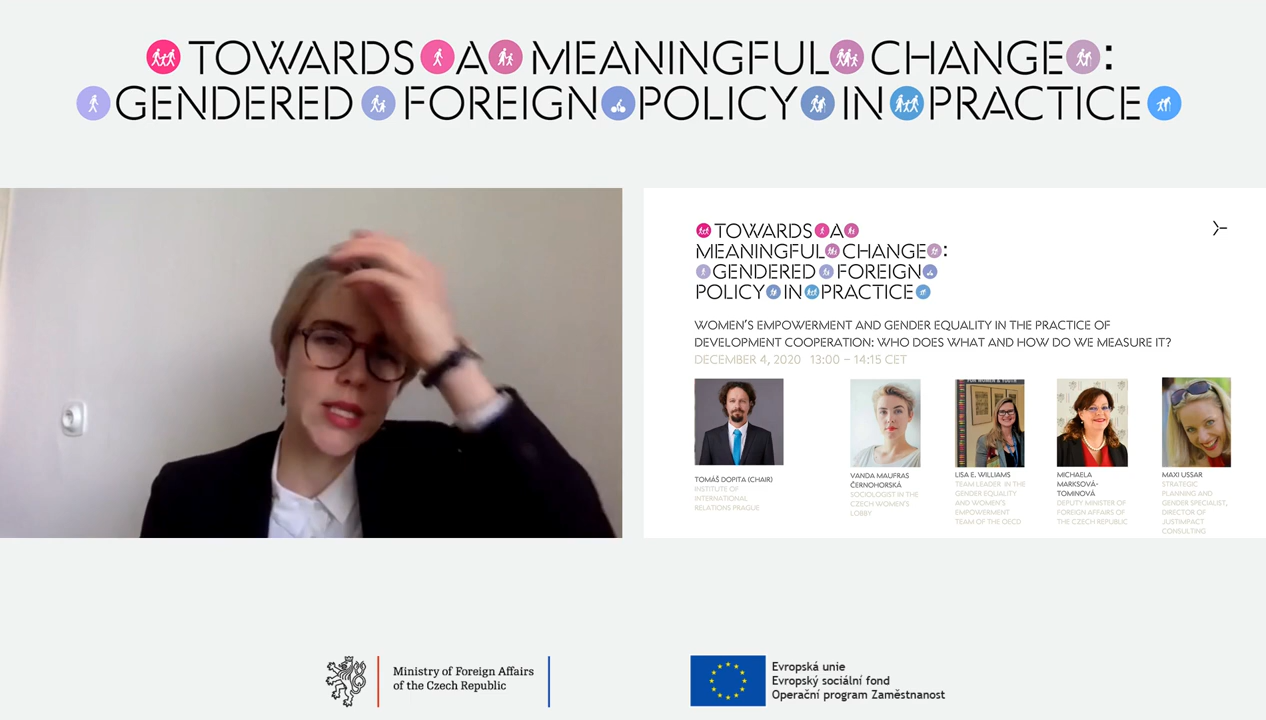 TOWARDS A MEANINGFUL CHANGE:
GENDERED FOREIGN POLICY IN PRACTICE
TOWARDS A
MEANINGFUL CHANGE:
GENDERED FOREIGN
POLICY IN PRACTICE
WOMEN'S EMPOWERMENT AND GENDER EQUALITY IN THE PRACTICE OF
DEVELOPMENT COOPERATION: WHO DOES WHAT AND HOW DO WE MEASURE IT?
DECEMBER 4, 2020 13:00 – 14:15 CET
FOR WOMEN & YOUTH
TOMÁŠ DOPITA (CHAIR)
INSTITUTE OF
INTERNATIONAL
RELATIONS PRAGUE
VANDA MAUFRAS
ČERNOHORSKÁ
SOCIOLOGIST IN THE
CZECH WOMEN'S
LOBBY
LISA E. WILLIAMS
TEAM LEADER IN THE
GENDER EQUALITY
AND WOMEN'S
EMPOWERMENT
TEAM OF THE OECD
MICHAELA
MARKSOVÁ-
TOMINOVÁ
DEPUTY MINISTER OF
FOREIGN AFFAIRS OF
THE CZECH REPUBLIC
MAXI USSAR
STRATEGIC
PLANNING AND
GENDER SPECIALIST,
DIRECTOR OF
JUSTIMPACT
CONSULTING
Ministry of Foreign Affairs
of the Czech Republic
Evropská unie
Evropský sociální fond
Operační program Zaměstnanost